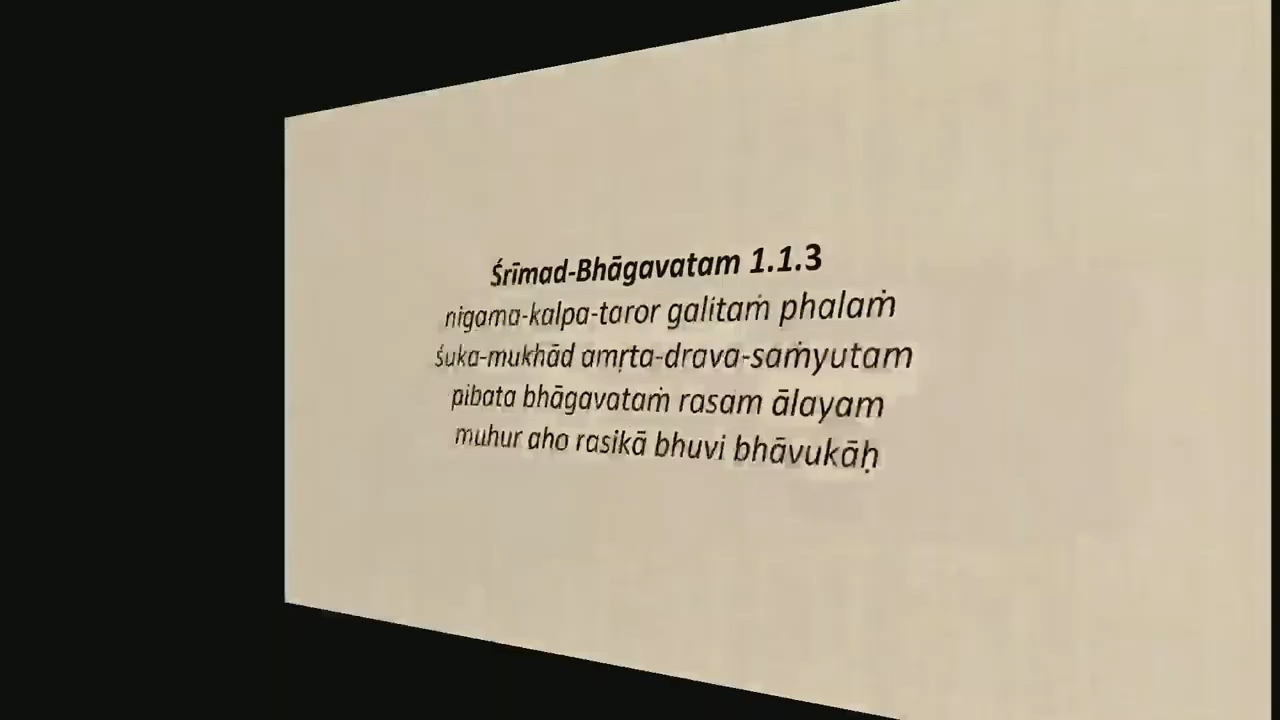 Śrīmad-Bhāgavatam 1.1.3
nigama-kalpa-taror galitaṁ phalaṁ
śuka-mukhād amṛta-drava-saṁyutam
pibata bhāgavataṁ rasam ālayam
muhur aho rasikā bhuvi bhāvukāḥ